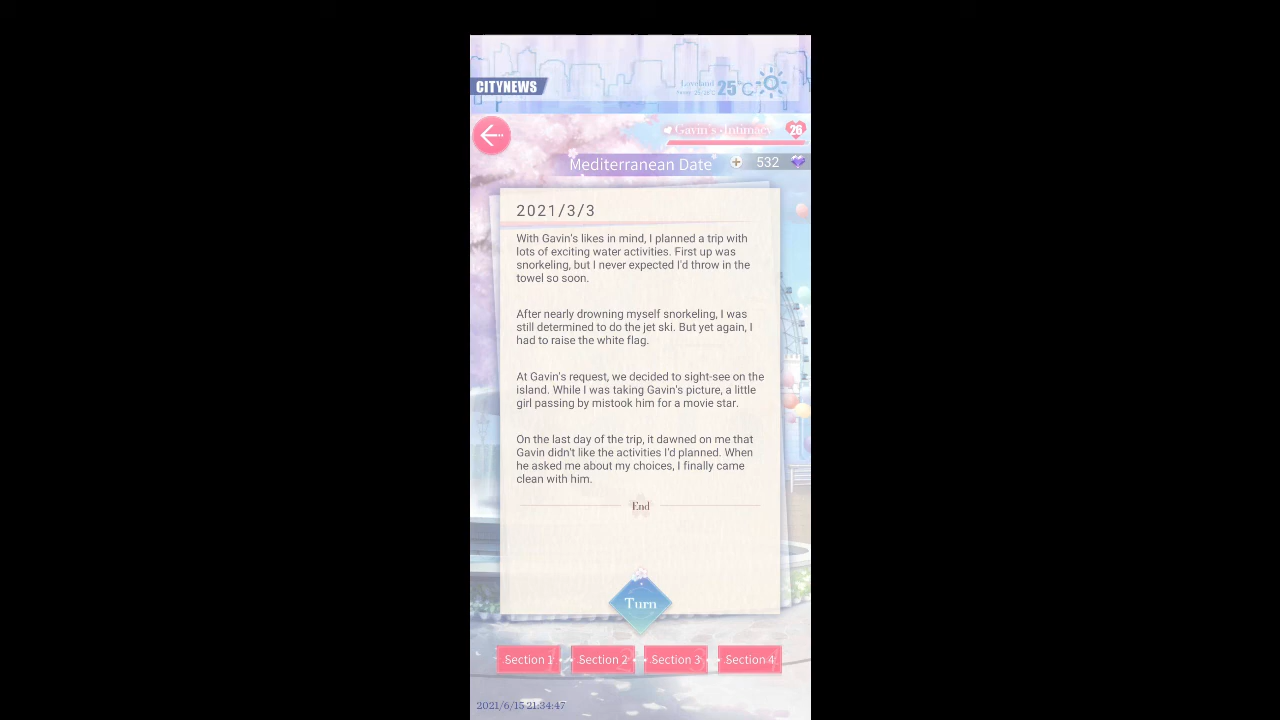 CITYNEWS
Loveland
25°C
Gavin's Intimacy
26
Mediterranean Date
532
2021/3/3
With Gavin's likes in mind, I planned a trip with
lots of exciting water activities. First up was
snorkeling, but I never expected I'd throw in the
towel so soon.
After nearly drowning myself snorkeling, I was
still determined to do the jet ski. But yet again, I
had to raise the white flag.
At Gavin's request, we decided to sight-see on the
island. While I was taking Gavin's picture, a little
girl passing by mistook him for a movie star.
On the last day of the trip, it dawned on me that
Gavin didn't like the activities I'd planned. When
he asked me about my choices, I finally came
clean with him.
End
Turn
Section 1
Section 2
Section 3
Section 4
2021/6/15 21:34:47